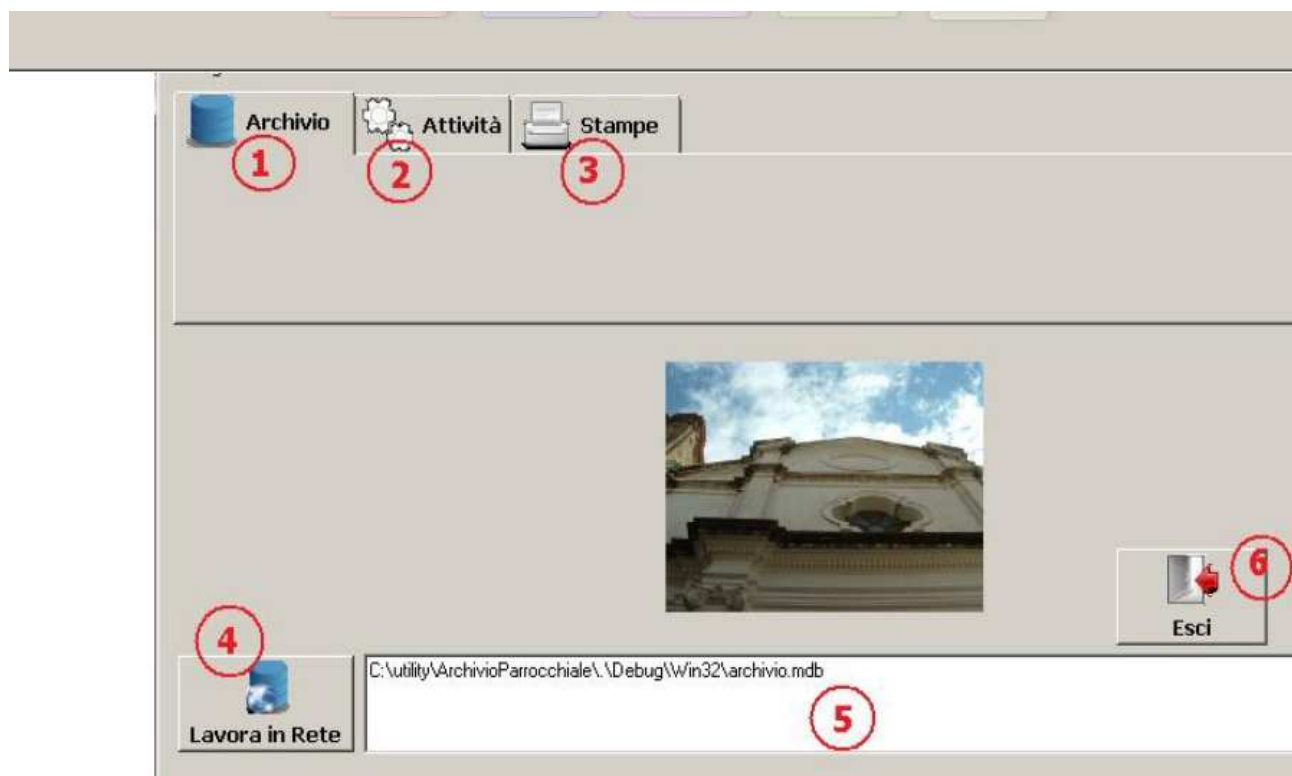 Archivio
Attività
Stampe
1
2
3
6
Esci
4
C:\utility\ArchivioParrocchiale\.\Debug\Win32\archivio.mdb
5
Lavora in Rete